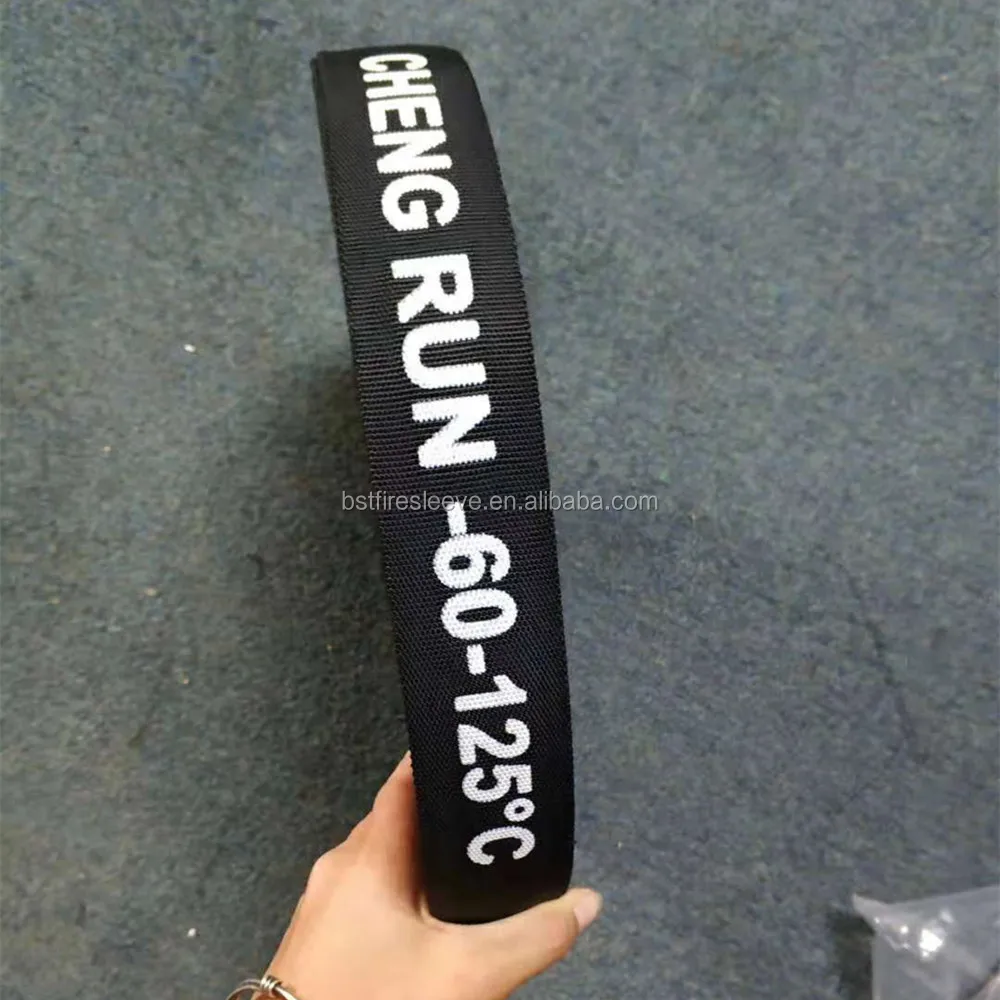 CHENG RUN -60-125°C
bstfiresleeve.en.alibaba.com